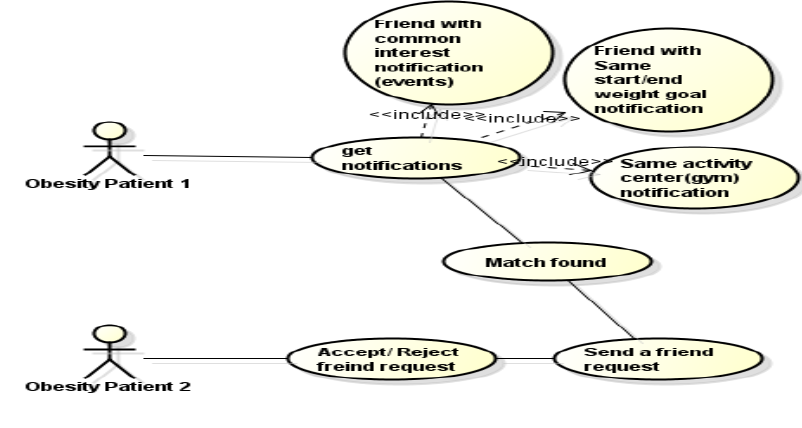 Friend with
common
interest
notification
(events)
Friend with
Same
start/end
weight goal
notification
<<include>>
<<include>>
get
notifications
<<include>>
Same activity
center(gym)
notification
Obesity Patient 1
Match found
Accept/ Reject
freind request
Send a friend
request
Obesity Patient 2